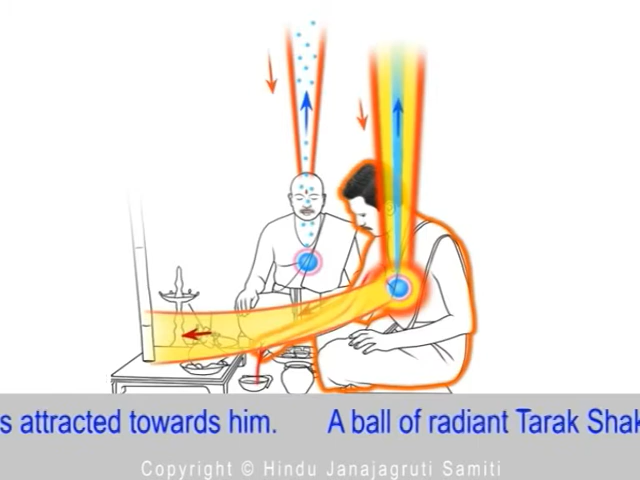 s attracted towards him. A ball of radiant Tarak Shak
Copyright © Hindu Janajagruti Samiti